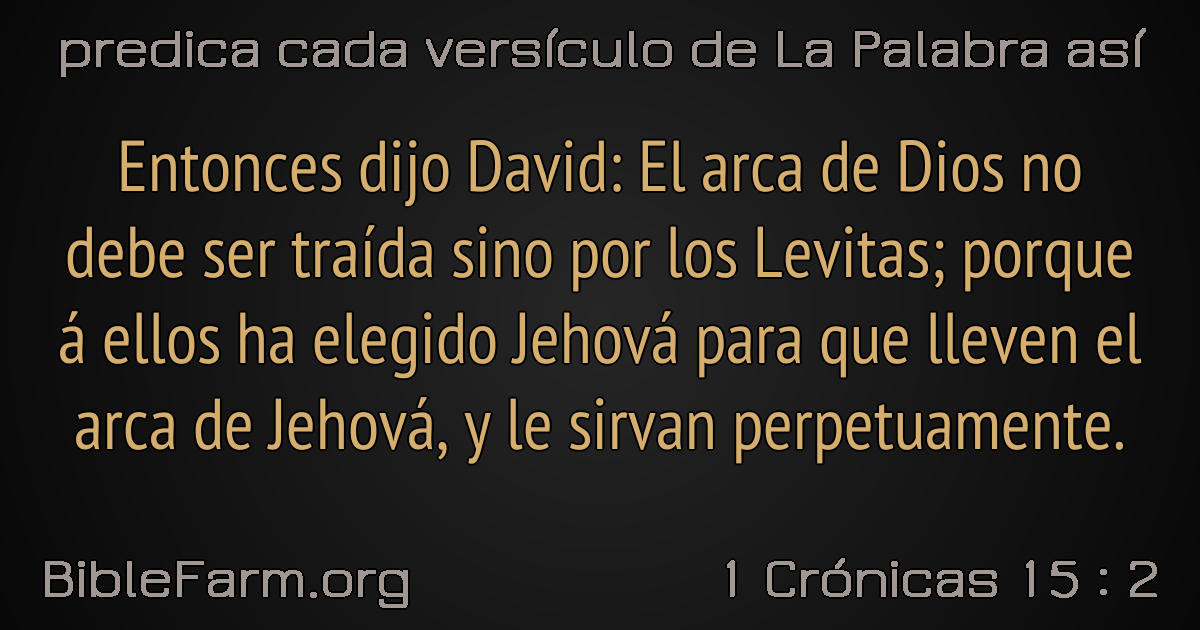 predica cada versículo de La Palabra así
Entonces dijo David: El arca de Dios no
debe ser traída sino por los Levitas; porque
á ellos ha elegido Jehová para que lleven el
arca de Jehová, y le sirvan perpetuamente.
BibleFarm.org
1 Crónicas 15 : 2